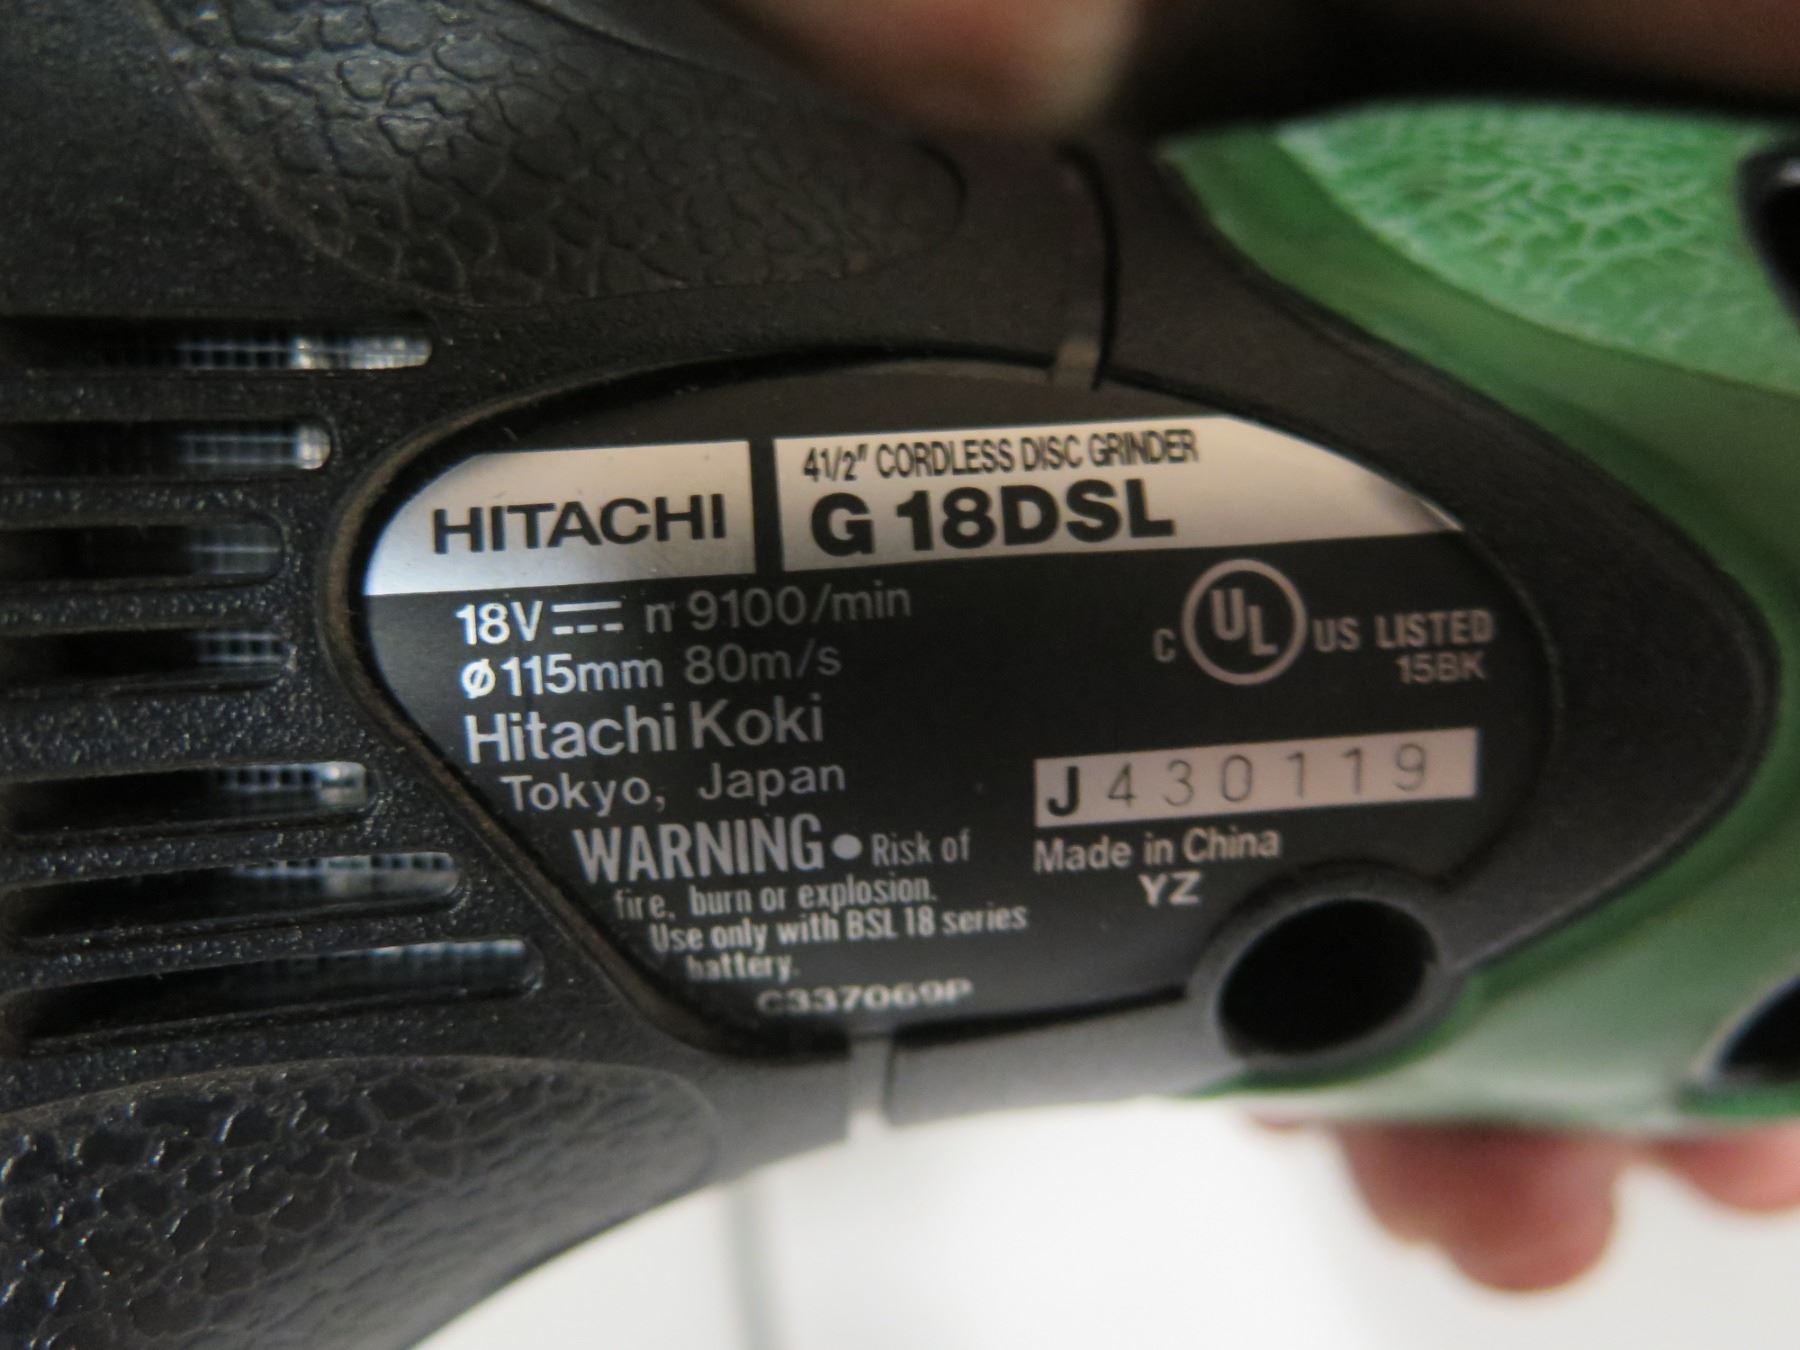 HITACHI
4 1/2" CORDLESS DISC GRINDER
G 18DSL
18V⎓ n 9100/min
ø115mm 80m/s
Hitachi Koki
Tokyo, Japan
WARNING ● Risk of
fire, burn or explosion.
Use only with BSL 18 series
battery.
C337069P
C UL US LISTED
15BK
J 430119
Made in China
YZ